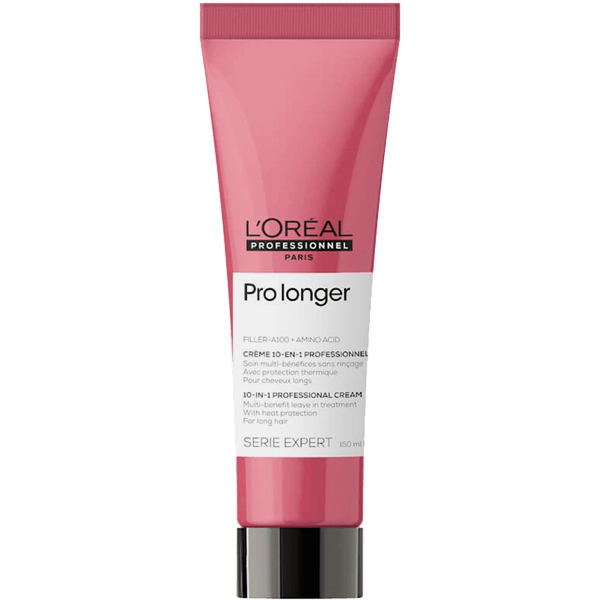 L'ORÉAL
PROFESSIONNEL
PARIS
Pro longer
FILLER-A100 + AMINO ACID
CRÈME 10-EN-1 PROFESSIONNEL
Soin multi-bénéfices sans rinçage
Avec protection thermique
Pour cheveux longs
10-IN-1 PROFESSIONAL CREAM
Multi-benefit leave in treatment
With heat protection
For long hair
SERIE EXPERT 150 ml